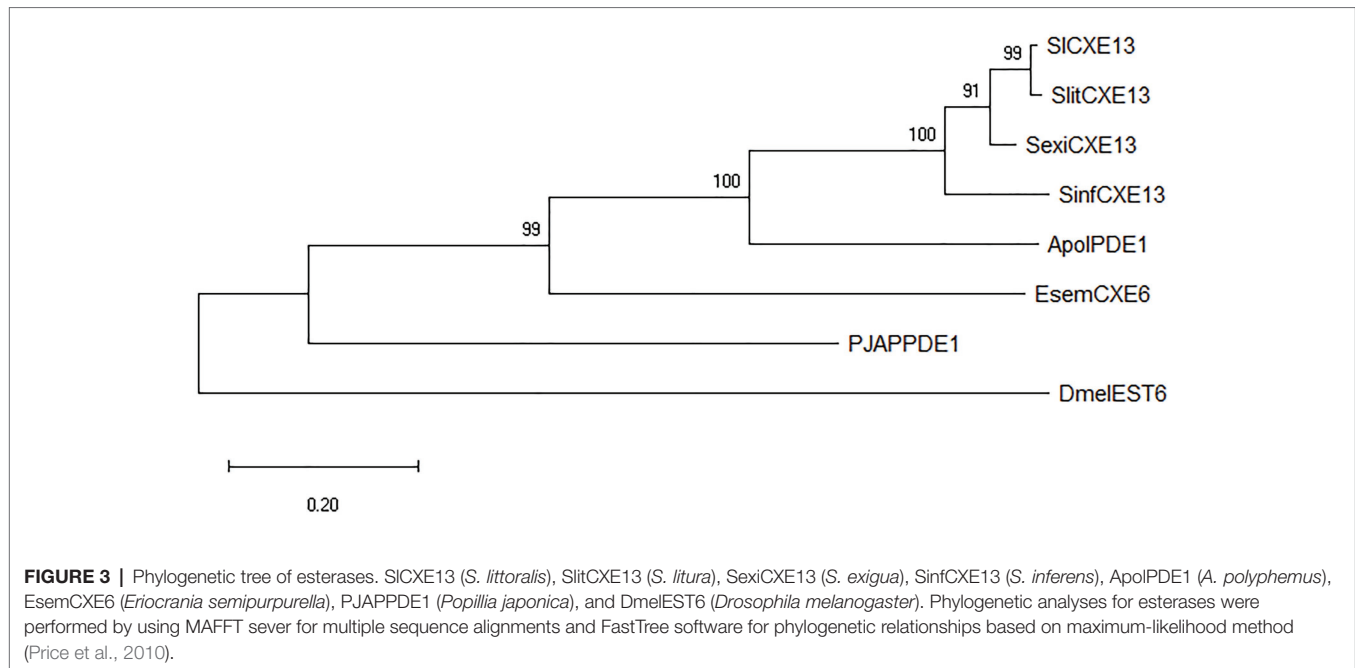 99
SlCXE13
SlitCXE13
91
SexiCXE13
100
SinfCXE13
100
ApolPDE1
99
EsemCXE6
PJAPPDE1
DmelEST6
0.20
FIGURE 3 | Phylogenetic tree of esterases. SlCXE13 (S. littoralis), SlitCXE13 (S. litura), SexiCXE13 (S. exigua), SinfCXE13 (S. inferens), ApolPDE1 (A. polyphemus),
EsemCXE6 (Eriocrania semipurpurella), PJAPPDE1 (Popillia japonica), and DmelEST6 (Drosophila melanogaster). Phylogenetic analyses for esterases were
performed by using MAFFT sever for multiple sequence alignments and FastTree software for phylogenetic relationships based on maximum-likelihood method
(Price et al., 2010).